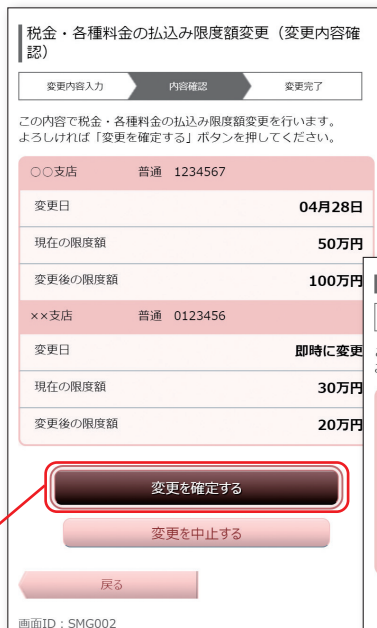 税金・各種料金の払込み限度額変更（変更内容確
認）
変更内容入力 内容確認 変更完了
この内容で税金・各種料金の払込み限度額変更を行います。
よろしければ「変更を確定する」ボタンを押してください。
○○支店 普通 1234567
変更日 04月28日
現在の限度額 50万円
変更後の限度額 100万円
××支店 普通 0123456
変更日 即時に変更
現在の限度額 30万円
変更後の限度額 20万円
変更を確定する
変更を中止する
戻る
画面ID：SMG002